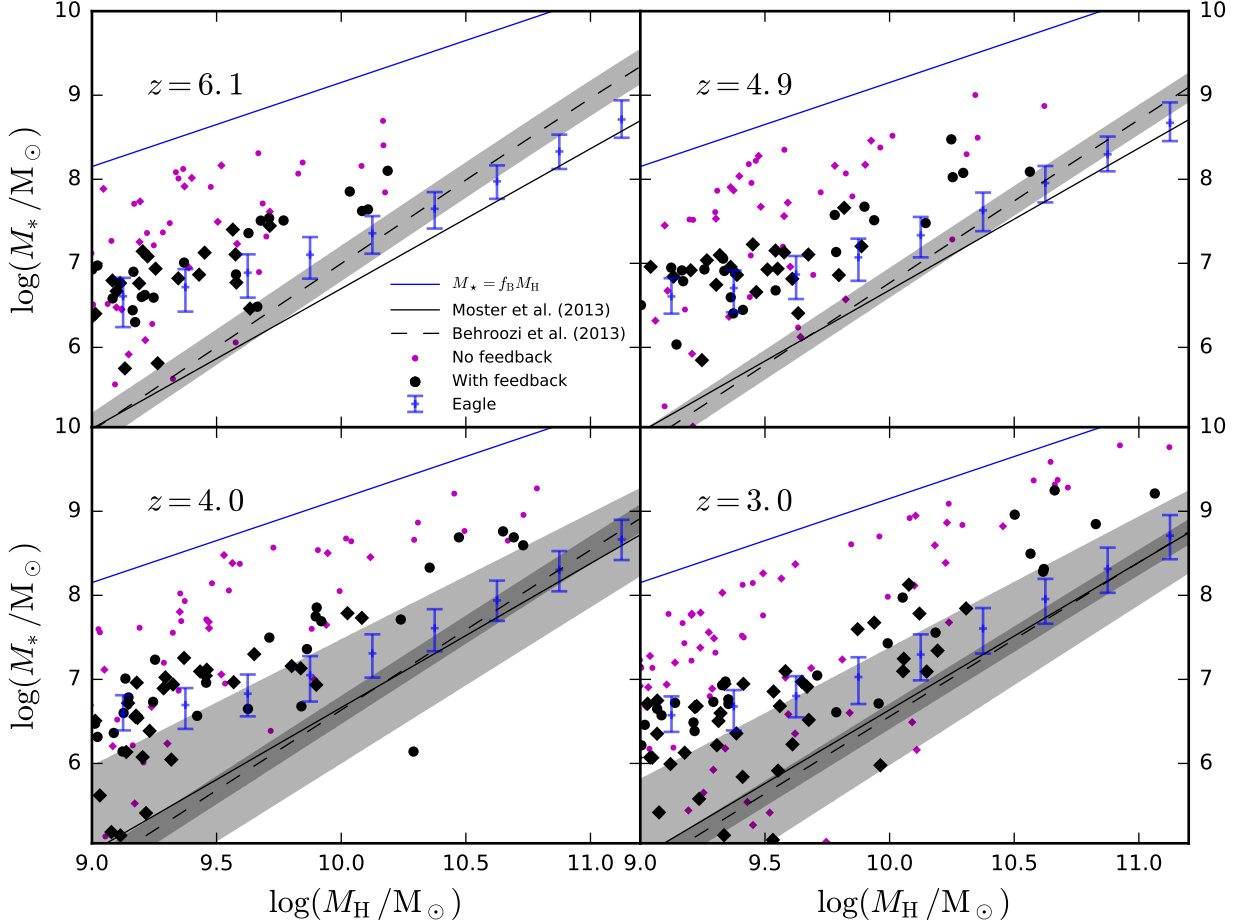 10
10
z = 6.1
z = 4.9
9
9
8
8
log(M* /M⊙)
7
7
M⋆ = fBMH
Moster et al. (2013)
Behroozi et al. (2013)
6
6
No feedback
With feedback
Eagle
10
10
z = 4.0
z = 3.0
9
9
8
8
log(M* /M⊙)
7
7
6
6
9.0 9.5 10.0 10.5 11.0 9.0 9.5 10.0 10.5 11.0
log(MH /M⊙)
log(MH /M⊙)